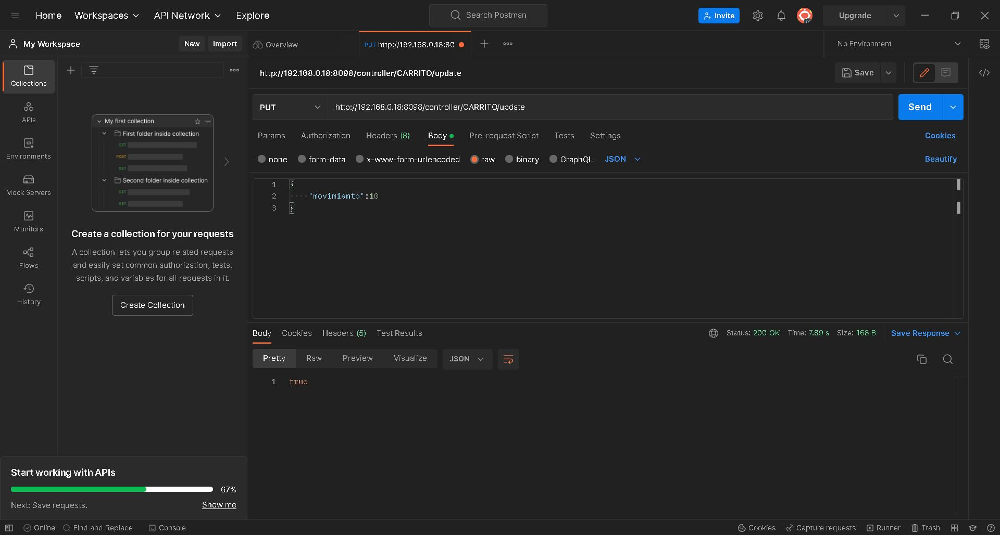 Home Workspaces API Network Explore
Search Postman
Invite
Upgrade
My Workspace
New
Import
Overview
PUT http://192.168.0.18:80
No Environment
Collections
APIs
Environments
Mock Servers
Monitors
Flows
History
My first collection
First folder inside collection
GET
POST
GET
Second folder inside collection
GET
GET
Create a collection for your requests
A collection lets you group related requests
and easily set common authorization, tests,
scripts, and variables for all requests in it.
Create Collection
Start working with APIs
67%
Next: Save requests.
Show me
http://192.168.0.18:8098/controller/CARRITO/update
Save
PUT
http://192.168.0.18:8098/controller/CARRITO/update
Send
Params Authorization Headers (8) Body Pre-request Script Tests Settings
Cookies
none form-data x-www-form-urlencoded raw binary GraphQL JSON
Beautify
1 {
2 "movimiento":10
3 }
Body Cookies Headers (5) Test Results
Status: 200 OK Time: 7.89 s Size: 168 B
Save Response
Pretty Raw Preview Visualize
JSON
1 true
Online Find and Replace Console
Cookies Capture requests Runner Trash